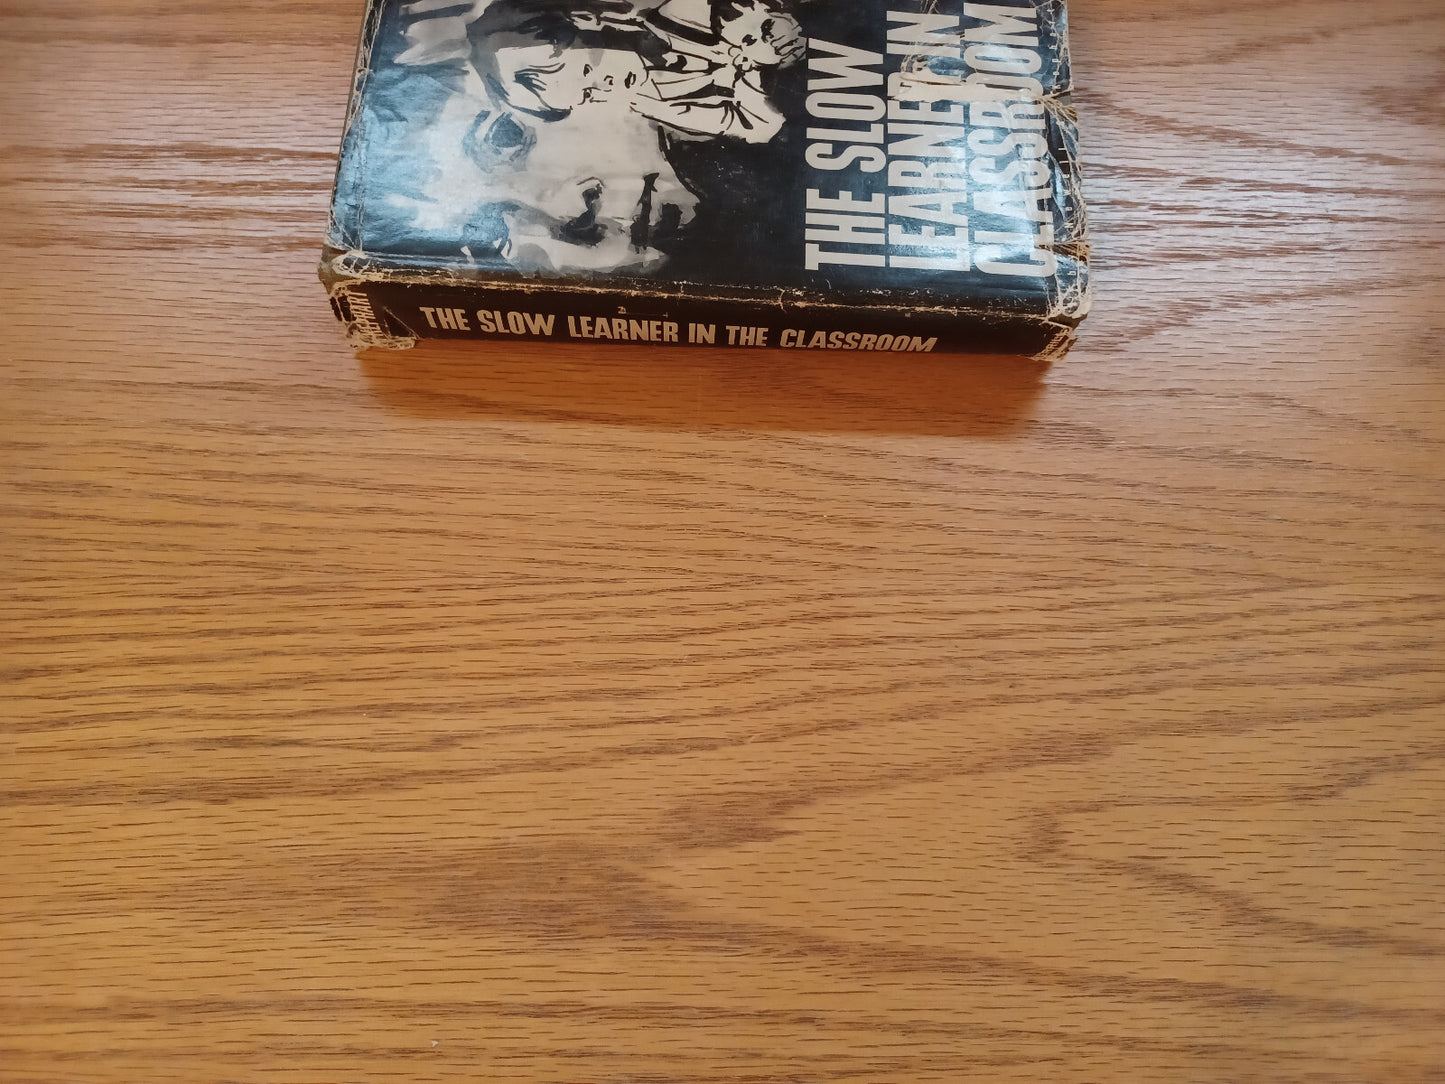 THE SLOW
LEARNER IN
CLASSROOM
THE SLOW LEARNER IN THE CLASSROOM